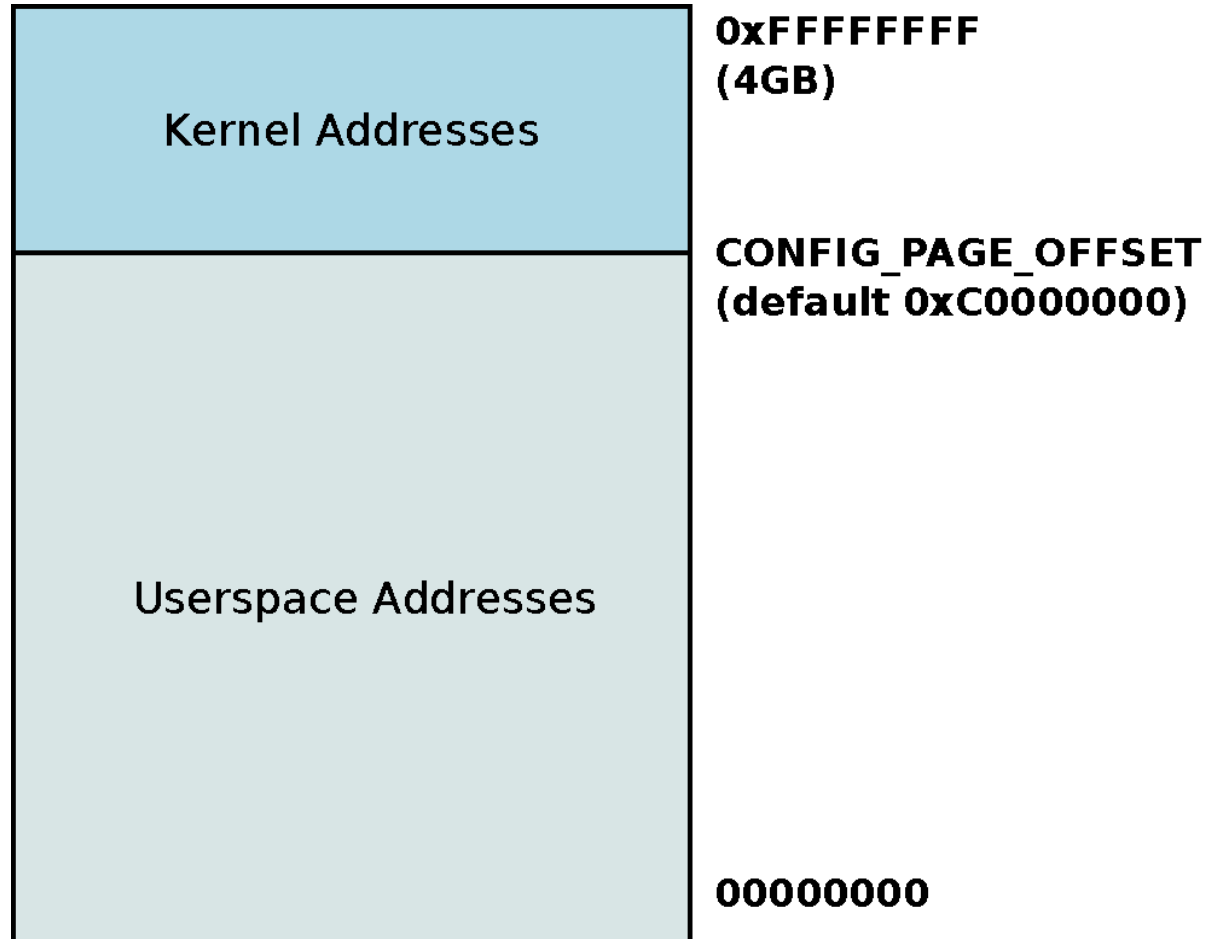 0xFFFFFFFF
(4GB)
Kernel Addresses
CONFIG_PAGE_OFFSET
(default 0xC0000000)
Userspace Addresses
00000000